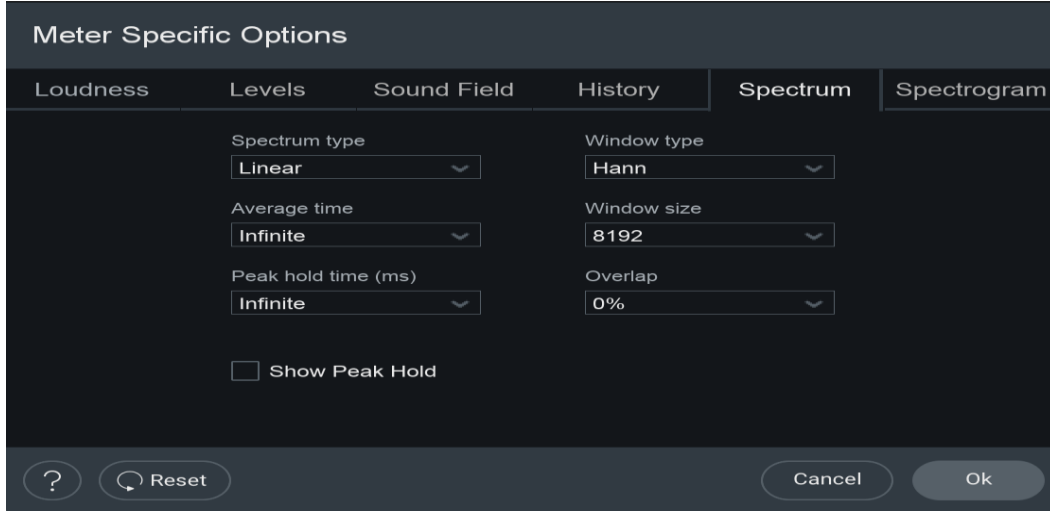 Meter Specific Options
Loudness Levels Sound Field History Spectrum Spectrogram
Spectrum type Window type
Linear Hann
Average time Window size
Infinite 8192
Peak hold time (ms) Overlap
Infinite 0%
Show Peak Hold
? Reset Cancel Ok